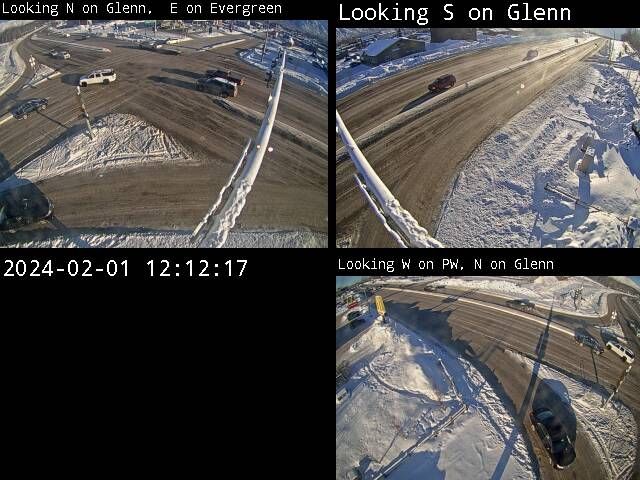 Looking N on Glenn,  E on Evergreen
Looking S on Glenn
2024-02-01 12:12:17
Looking W on PW, N on Glenn